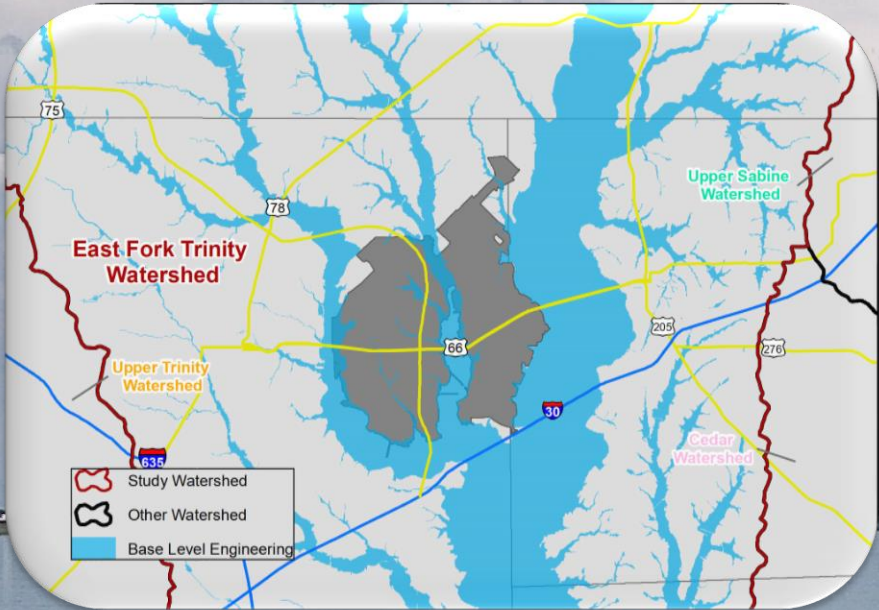 75
Upper Sabine
Watershed
78
East Fork Trinity
Watershed
205
66
276
Upper Trinity
Watershed
30
Cedar
Watershed
635
Study Watershed
Other Watershed
Base Level Engineering